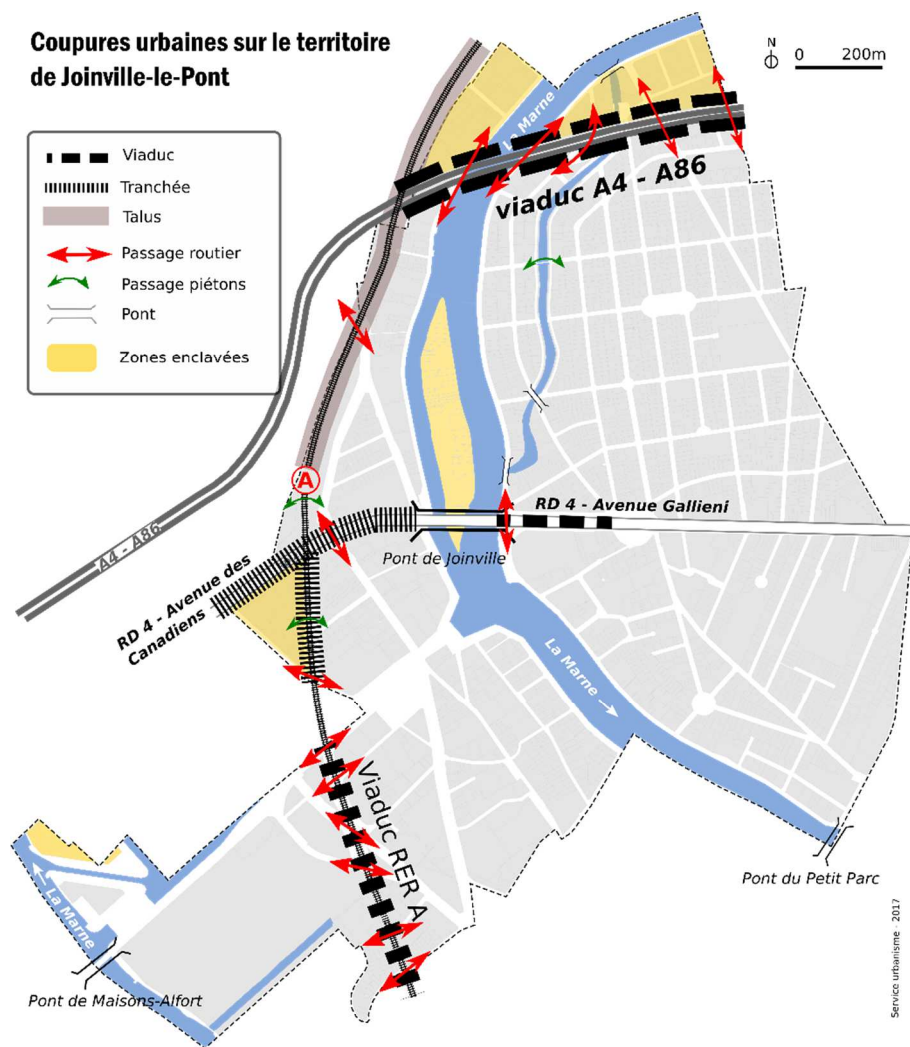 Coupures urbaines sur le territoire
de Joinville-le-Pont
N
0 200m
Viaduc
Tranchée
Talus
Passage routier
Passage piétons
Pont
Zones enclavées
La Marne
viaduc A4 - A86
A
RD 4 - Avenue Gallieni
Pont de Joinville
A4 - A86
RD 4 - Avenue des
Canadiens
La Marne
Viaduc RER A
La Marne
Pont du Petit Parc
Pont de Maisons-Alfort
Service urbanisme - 2017